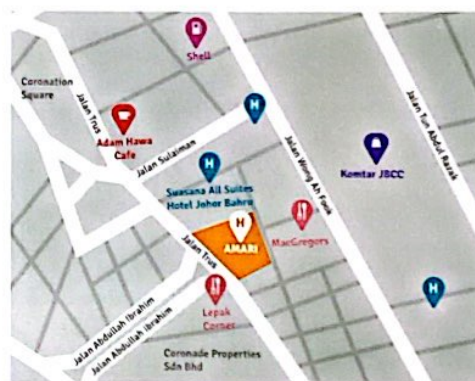 Shell
Coronation
Square
Jalan Trus
Adam Hawa
Cafe
H
Jalan Sulaiman
Jalan Wong Ah Fook
Jalan Tun Abdul Razak
Komtar JBCC
H
Suasana All Suites
Hotel Johor Bahru
H
AMARI
MacGregors
Jalan Trus
H
Lepak
Corner
Jalan Abdullah Ibrahim
Jalan Abdullah Ibrahim
Coronade Properties
Sdn Bhd